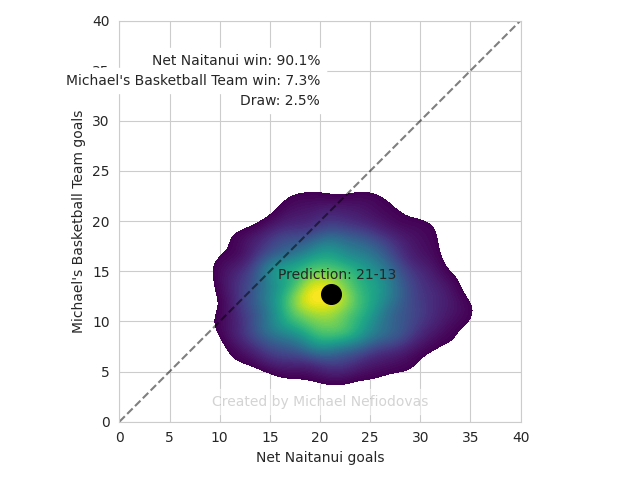 40
35
30
25
20
15
10
5
0
Michael's Basketball Team goals
Net Naitanui win: 90.1%
Michael's Basketball Team win: 7.3%
Draw: 2.5%
Prediction: 21-13
Created by Michael Nefiodovas
0 5 10 15 20 25 30 35 40
Net Naitanui goals